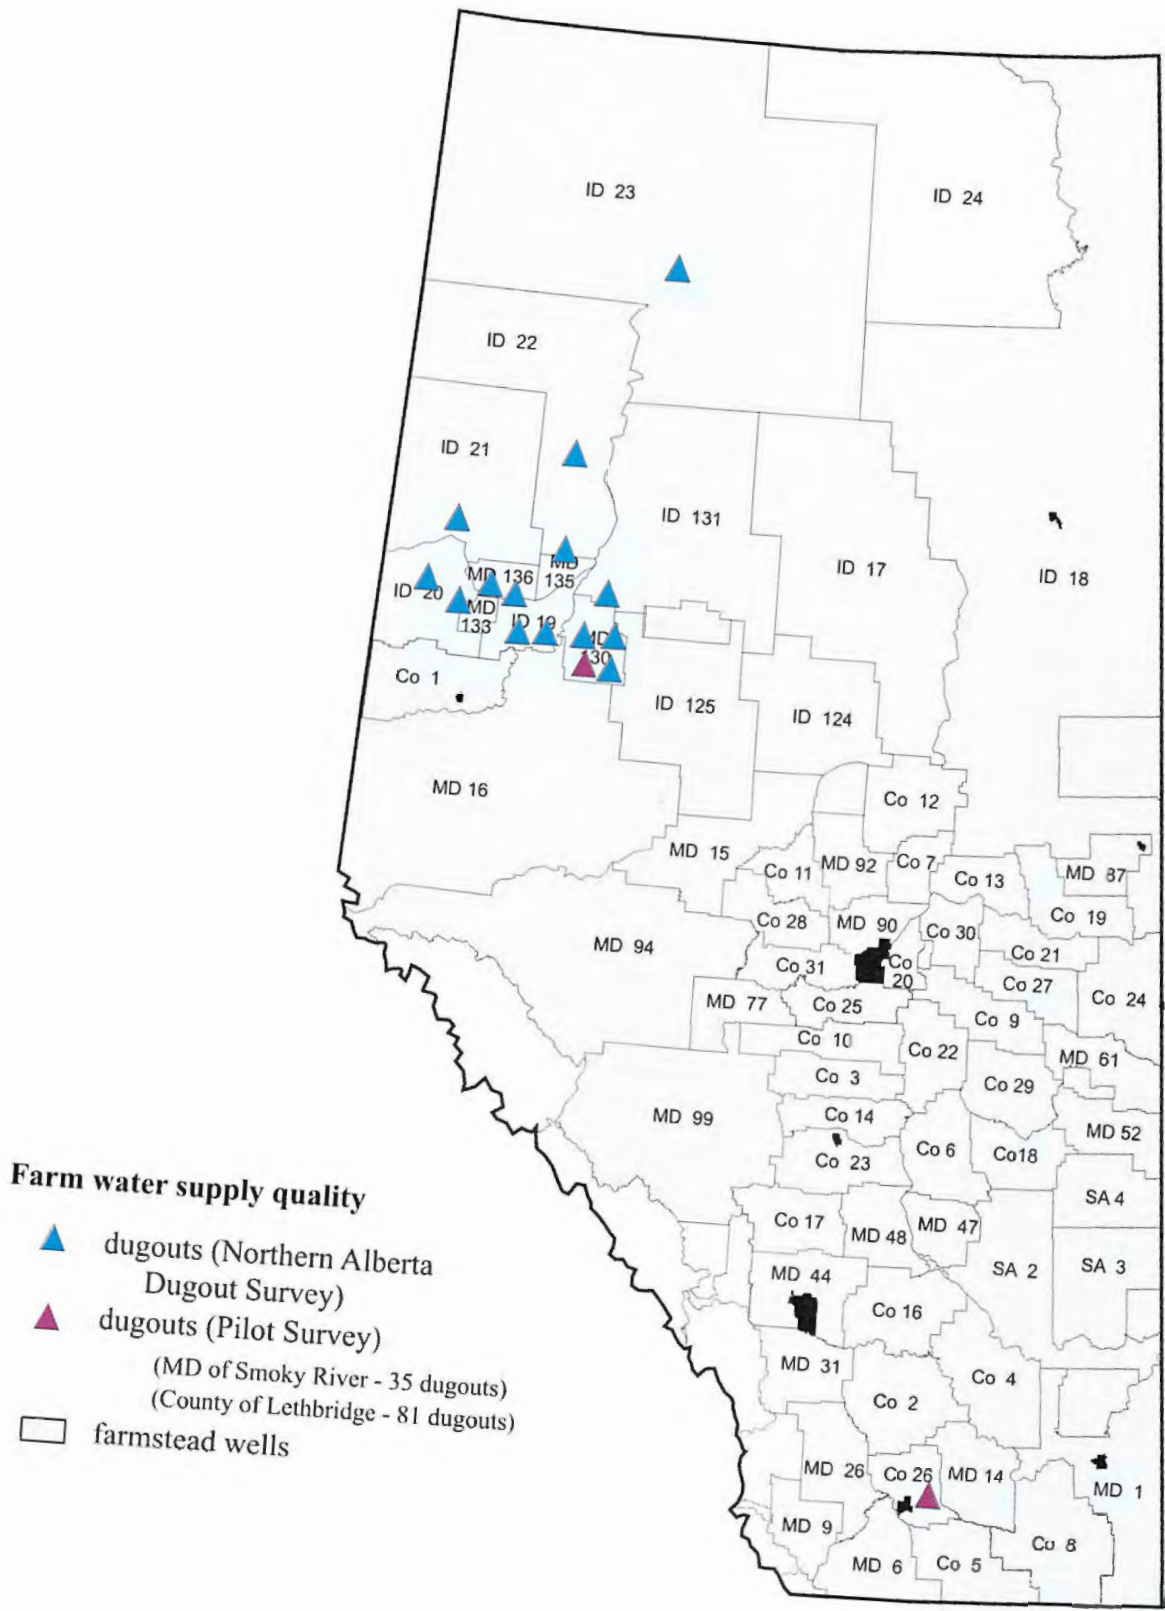 ID 23
ID 24
ID 22
ID 21
ID 131
ID 17
ID 18
MD 136
MD
135
ID 20
MD
133
ID 19
MD
130
Co 1
ID 125
ID 124
MD 16
Co 12
MD 15
Co 11
MD 92
Co 7
Co 13
MD 87
Co 28
MD 90
Co 30
Co 19
MD 94
Co 31
Co
20
Co 21
Co 27
Co 24
MD 77
Co 25
Co 9
Co 10
Co 22
MD 61
Co 3
Co 29
MD 99
Co 14
Co 6
Co18
MD 52
Co 23
SA 4
Co 17
MD 48
MD 47
SA 2
SA 3
MD 44
Co 16
MD 31
Co 4
Co 2
MD 26
Co 26
MD 14
MD 1
MD 9
Co 8
MD 6
Co 5
Farm water supply quality
dugouts (Northern Alberta
Dugout Survey)
dugouts (Pilot Survey)
(MD of Smoky River - 35 dugouts)
(County of Lethbridge - 81 dugouts)
farmstead wells